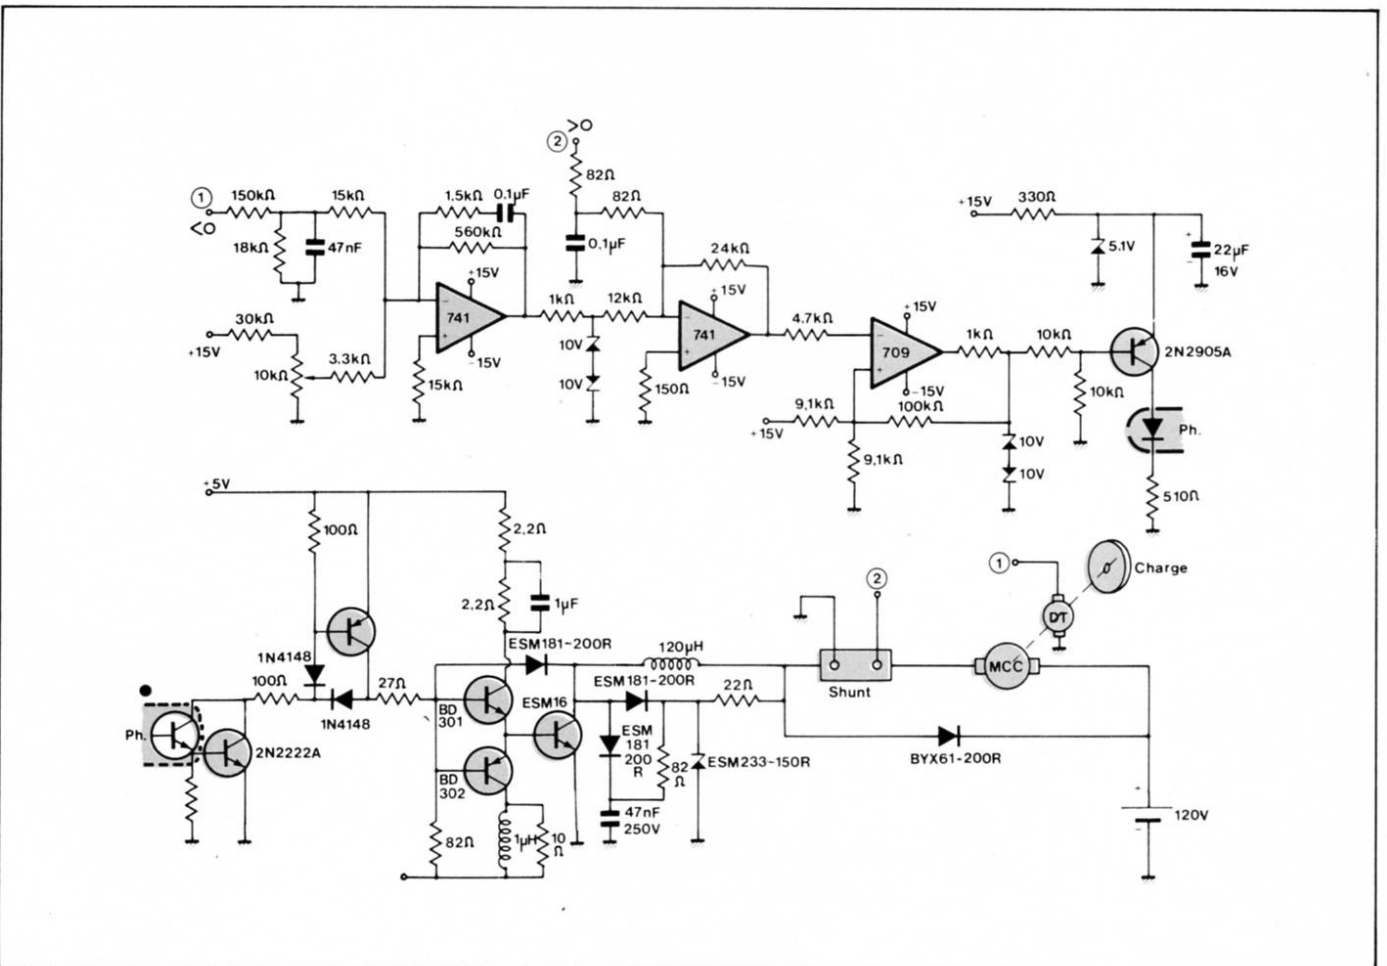 >0
2
82Ω
1
150kΩ
15kΩ
1.5kΩ
0.1µF
82Ω
+15V
330Ω
<0
18kΩ
47nF
560kΩ
0,1µF
24kΩ
5.1V
+
22µF
-
16V
+15V
+15V
+15V
30kΩ
+15V
10kΩ
3.3kΩ
-
741
+
-15V
1kΩ
12kΩ
10V
10V
-
741
+
-15V
4.7kΩ
-
709
+
-15V
1kΩ
10kΩ
2N2905A
15kΩ
150Ω
9,1kΩ
100kΩ
+15V
10kΩ
Ph.
10V
10V
9,1kΩ
510Ω
+5V
100Ω
2,2Ω
2,2Ω
1µF
1
Charge
2
DT
ESM181-200R
120µH
MCC
1N4148
100Ω
1N4148
27Ω
ESM181-200R
22Ω
Shunt
BD
301
ESM16
Ph.
2N2222A
ESM
181
200
R
82
Ω
ESM233-150R
BYX61-200R
BD
302
47nF
250V
82Ω
1µH
10
Ω
+
120V
-